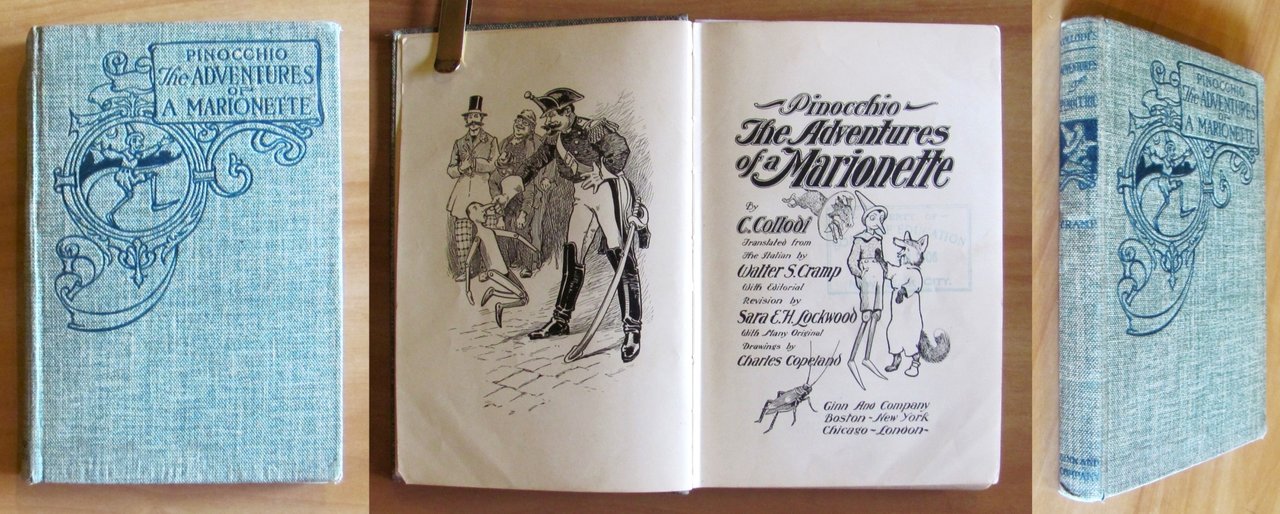 PINOCCHIO
The ADVENTURES
OF
A MARIONETTE
Pinocchio
The Adventures
of a Marionette
By
C. Collodi
Translated from
The Italian by
Walter S. Cramp
With Editorial
Revision by
Sara E. H. Lockwood
With Many Original
Drawings by
Charles Copeland
Ginn And Company
Boston - New York
Chicago - London -
CITY.
ADVENTURES
CRAMP
GINN AND
COMPANY
PINOCCHIO
The ADVENTURES
OF
A MARIONETTE